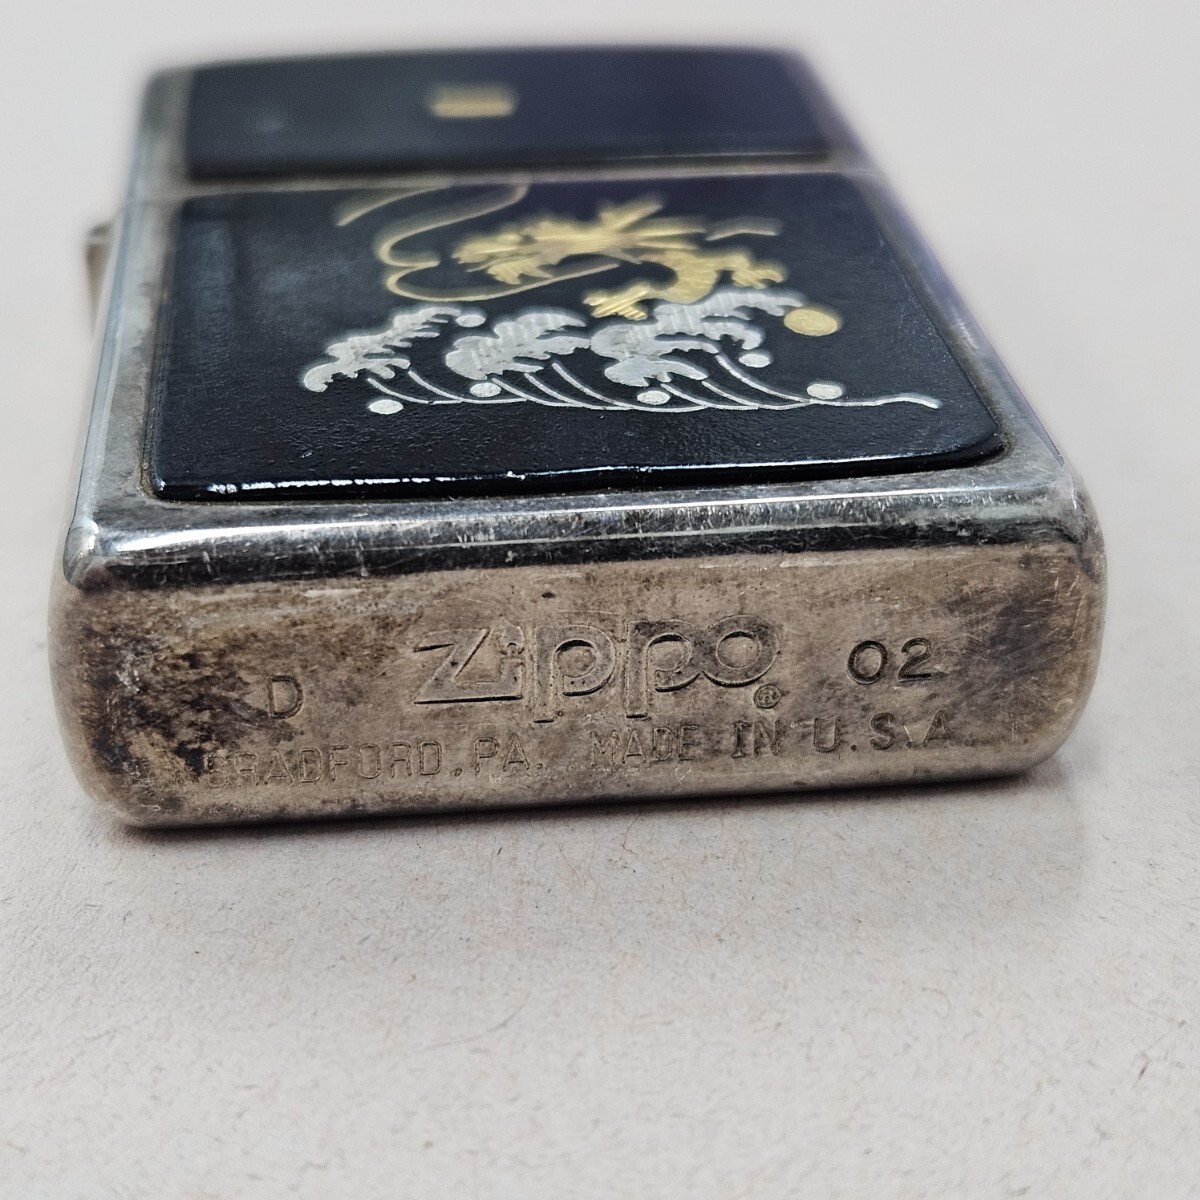 D Zippo® 02
BRADFORD, PA. MADE IN U.S.A.